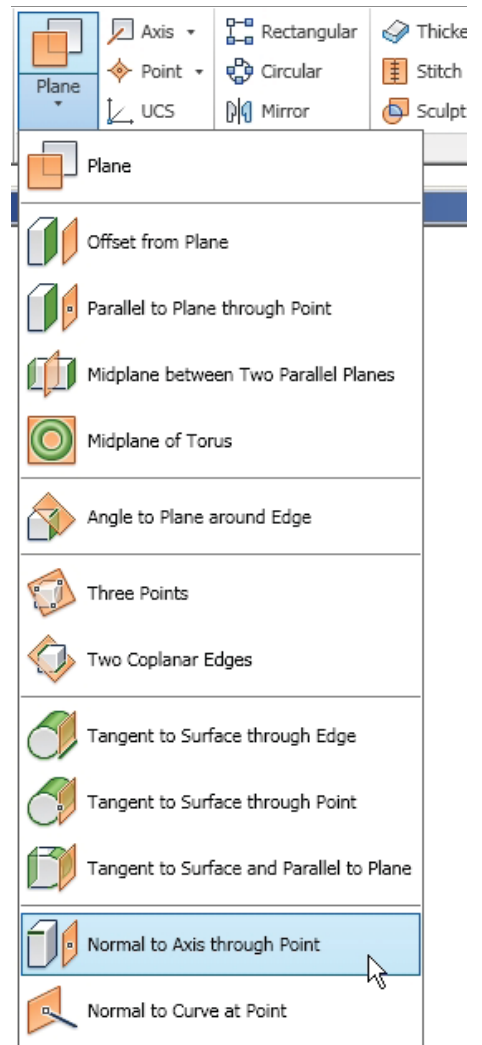 Plane
Axis
Point
UCS
Rectangular
Circular
Mirror
Thicke
Stitch
Sculpt
Plane
Offset from Plane
Parallel to Plane through Point
Midplane between Two Parallel Planes
Midplane of Torus
Angle to Plane around Edge
Three Points
Two Coplanar Edges
Tangent to Surface through Edge
Tangent to Surface through Point
Tangent to Surface and Parallel to Plane
Normal to Axis through Point
Normal to Curve at Point